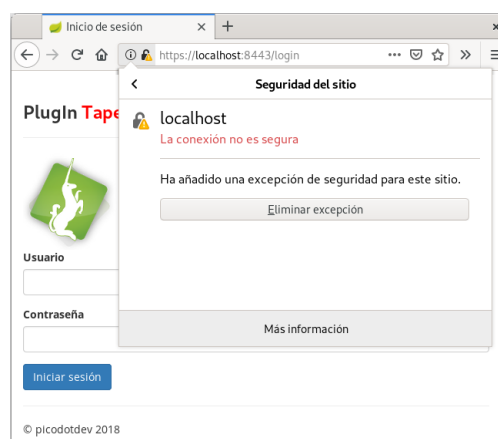 Inicio de sesión
https://localhost:8443/login
Seguridad del sitio
PlugIn Tape
localhost
La conexión no es segura
Ha añadido una excepción de seguridad para este sitio.
Eliminar excepción
Usuario
Contraseña
Más información
Iniciar sesión
© picodotdev 2018